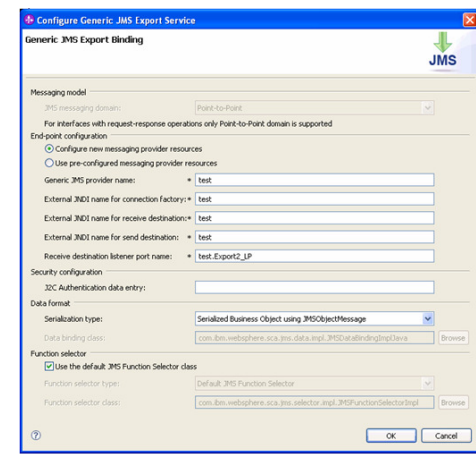 Configure Generic JMS Export Service
Generic JMS Export Binding
JMS
Messaging model
JMS messaging domain: Point-to-Point
For interfaces with request-response operations only Point-to-Point domain is supported
End-point configuration
Configure new messaging provider resources
Use pre-configured messaging provider resources
Generic JMS provider name: * test
External JNDI name for connection factory:* test
External JNDI name for receive destination:* test
External JNDI name for send destination: * test
Receive destination listener port name: * test.Export2_LP
Security configuration
J2C Authentication data entry:
Data format
Serialization type: Serialized Business Object using JMSObjectMessage
Data binding class: com.ibm.websphere.sca.jms.data.impl.JMSDataBindingImplJava Browse
Function selector
Use the default JMS Function Selector class
Function selector type: Default JMS Function Selector
Function selector class: com.ibm.websphere.sca.jms.selector.impl.JMSFunctionSelectorImpl Browse
? OK Cancel